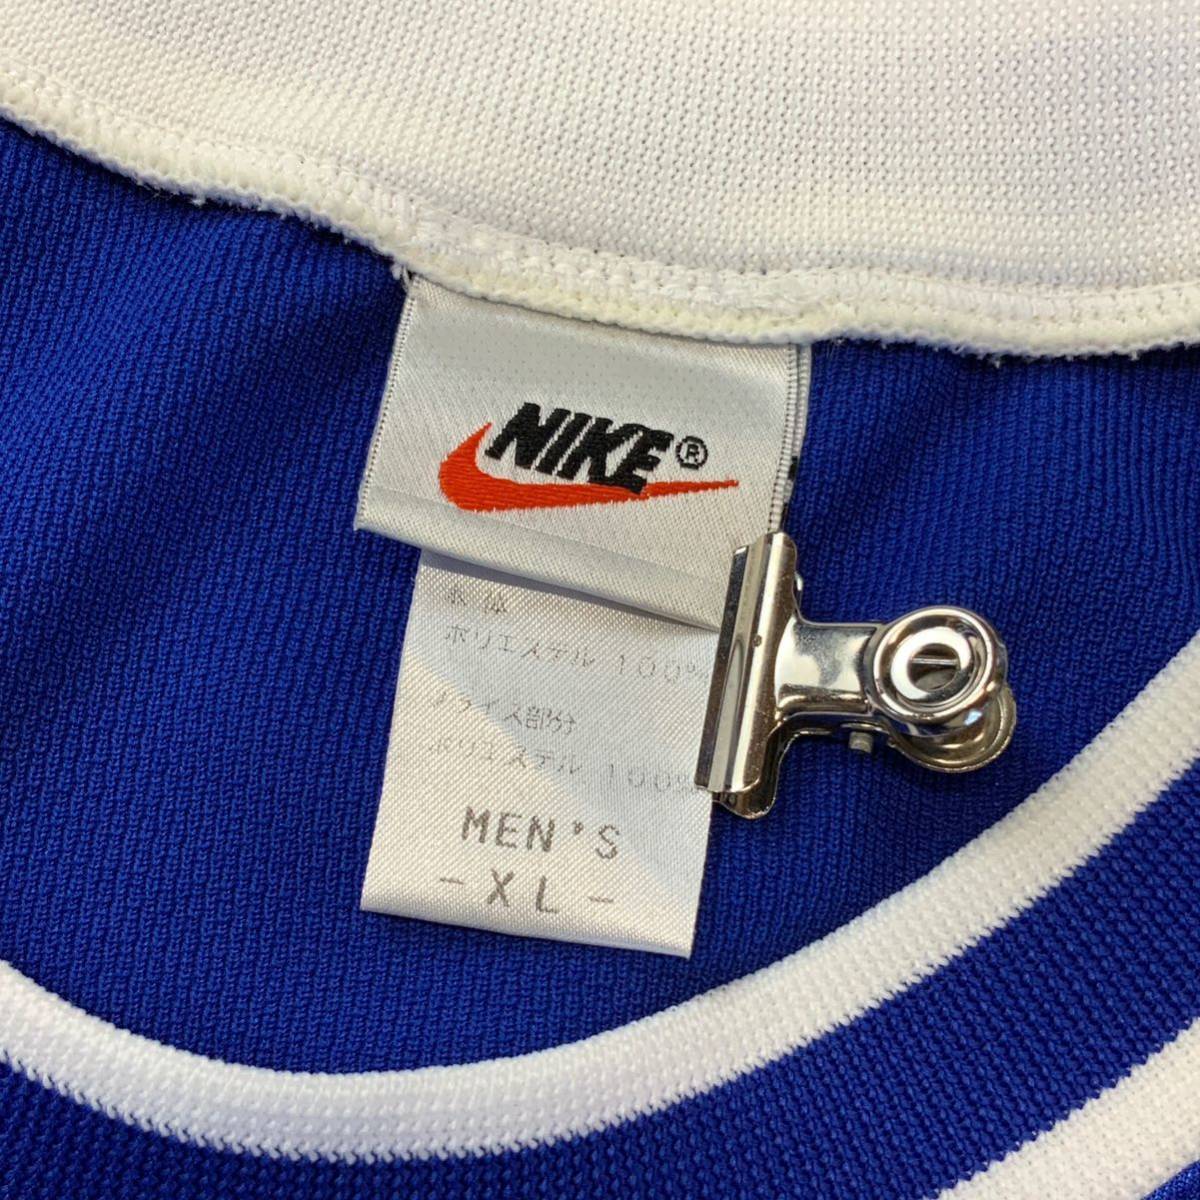 NIKE®
本体
ポリエステル 100%
フライス部分
ポリエステル 100%
MEN'S
- XL -